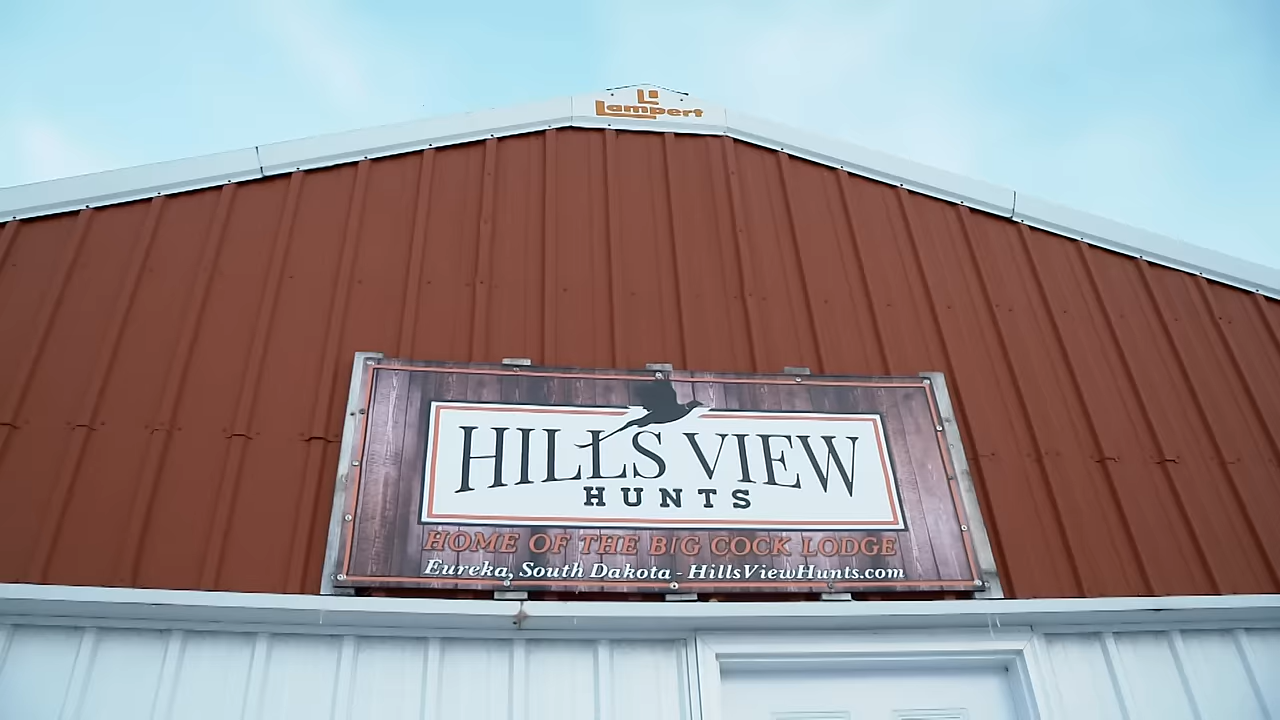 Lampert
HILLS VIEW
HUNTS
HOME OF THE BIG COCK LODGE
Eureka, South Dakota - HillsViewHunts.com